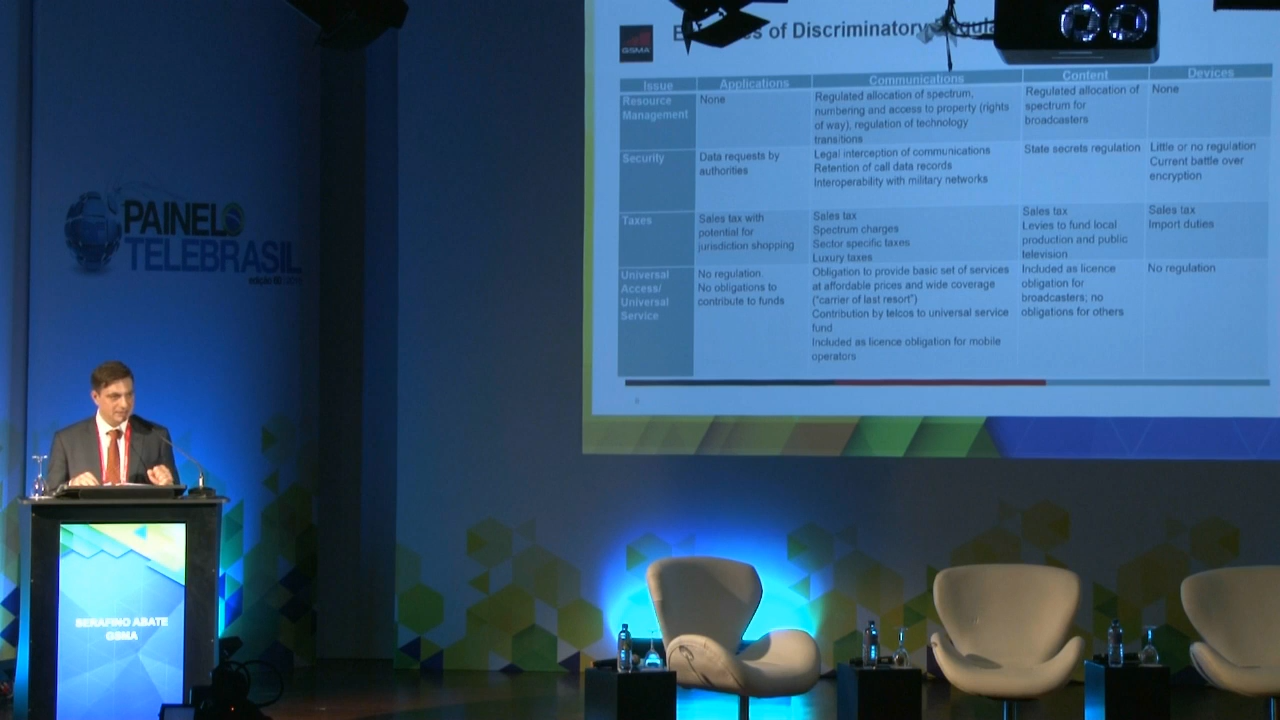 GSMA
of Discriminatory
Issue Applications Communications Content Devices
Resource Management
None
Regulated allocation of spectrum,
numbering and access to property (rights
of way), regulation of technology
transitions
Regulated allocation of
spectrum for
broadcasters
None
Security
Data requests by
authorities
Legal interception of communications
Retention of call data records
Interoperability with military networks
State secrets regulation
Little or no regulation
Current battle over
encryption
Taxes
Sales tax with
potential for
jurisdiction shopping
Sales tax
Spectrum charges
Sector specific taxes
Luxury taxes
Sales tax
Levies to fund local
production and public
television
Sales tax
Import duties
Universal
Access/
Universal
Service
No regulation.
No obligations to
contribute to funds
Obligation to provide basic set of services
at affordable prices and wide coverage
("carrier of last resort")
Contribution by telcos to universal service
fund
Included as licence obligation for mobile
operators
Included as licence
obligation for
broadcasters; no
obligations for others
No regulation
PAINEL
TELEBRASIL
edição
SERAFINO ABATE
GSMA